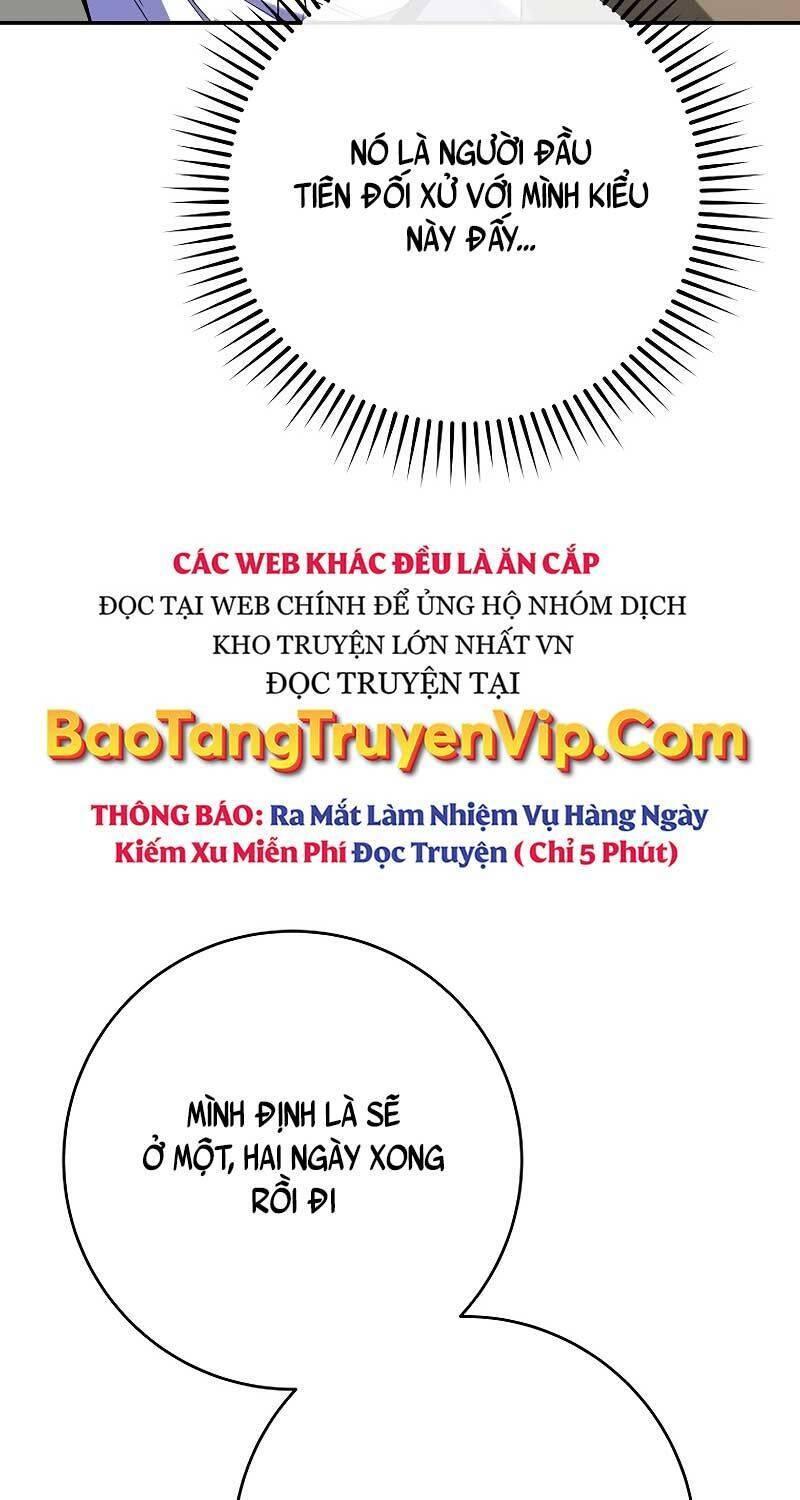 NÓ LÀ NGƯỜI ĐẦU
TIÊN ĐỐI XỬ VỚI MÌNH KIỂU
NÀY ĐẤY...
CÁC WEB KHÁC ĐỀU LÀ ĂN CẮP
ĐỌC TẠI WEB CHÍNH ĐỂ ỦNG HỘ NHÓM DỊCH
KHO TRUYỆN LỚN NHẤT VN
ĐỌC TRUYỆN TẠI
BaoTangTruyenVip.Com
THÔNG BÁO: Ra Mắt Làm Nhiệm Vụ Hàng Ngày
Kiếm Xu Miễn Phí Đọc Truyện ( Chỉ 5 Phút)
MÌNH ĐỊNH LÀ SẼ
Ở MỘT, HAI NGÀY XONG
RỒI ĐI